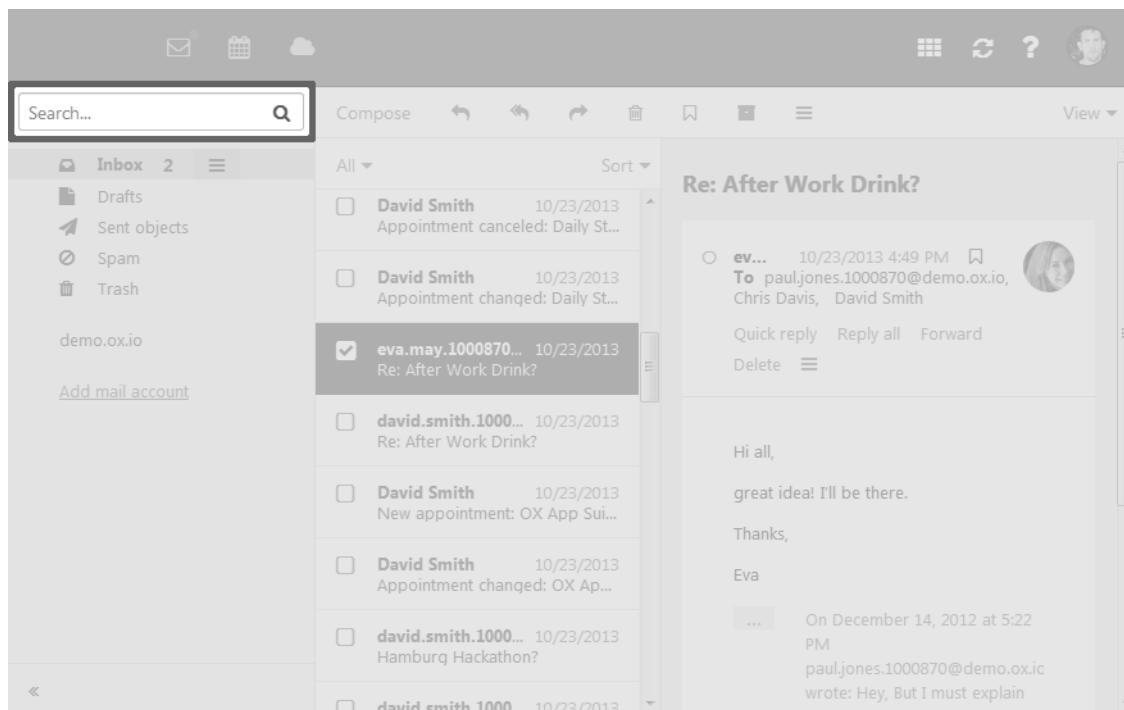 Search...
Compose
View
Inbox 2
Drafts
Sent objects
Spam
Trash
demo.ox.io
Add mail account
All
Sort
David Smith 10/23/2013
Appointment canceled: Daily St...
David Smith 10/23/2013
Appointment changed: Daily St...
eva.may.1000870... 10/23/2013
Re: After Work Drink?
david.smith.1000... 10/23/2013
Re: After Work Drink?
David Smith 10/23/2013
New appointment: OX App Sui...
David Smith 10/23/2013
Appointment changed: OX Ap...
david.smith.1000... 10/23/2013
Hamburg Hackathon?
david.smith.1000... 10/23/2013
Re: After Work Drink?
ev... 10/23/2013 4:49 PM
To paul.jones.1000870@demo.ox.io,
Chris Davis, David Smith
Quick reply Reply all Forward
Delete
Hi all,
great idea! I'll be there.
Thanks,
Eva
... On December 14, 2012 at 5:22
PM
paul.jones.1000870@demo.ox.ic
wrote: Hey, But I must explain